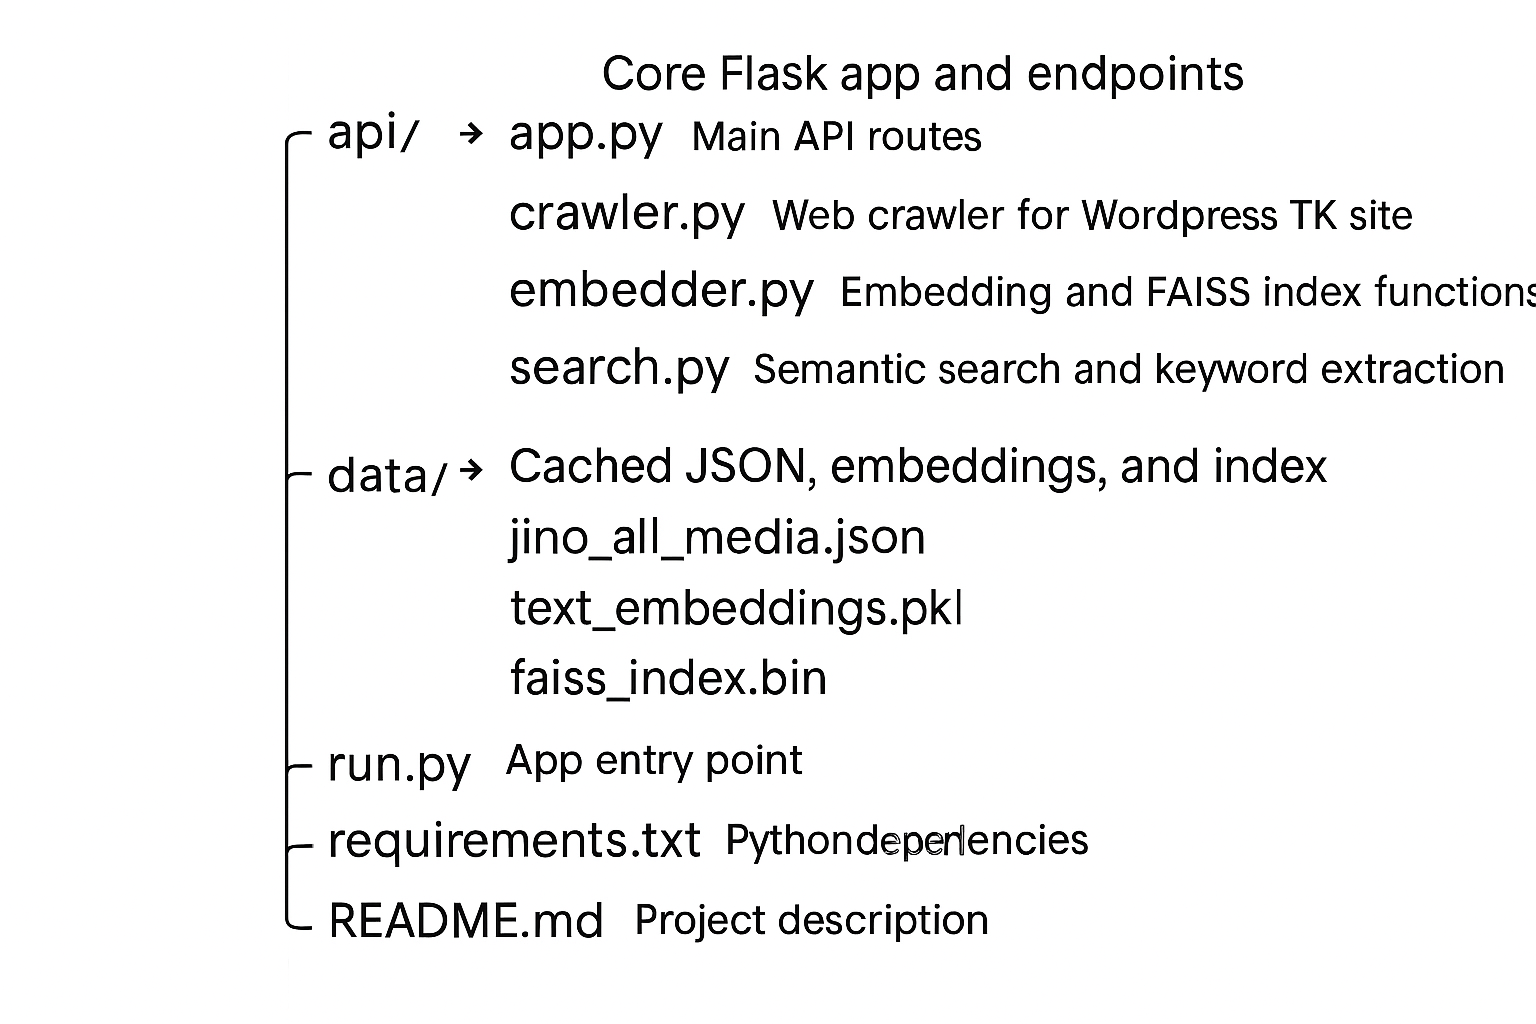 Core Flask app and endpoints
api/ → app.py Main API routes
crawler.py Web crawler for Wordpress TK site
embedder.py Embedding and FAISS index functions
search.py Semantic search and keyword extraction
data/ → Cached JSON, embeddings, and index
jino_all_media.json
text_embeddings.pkl
faiss_index.bin
run.py App entry point
requirements.txt
README.md Project description